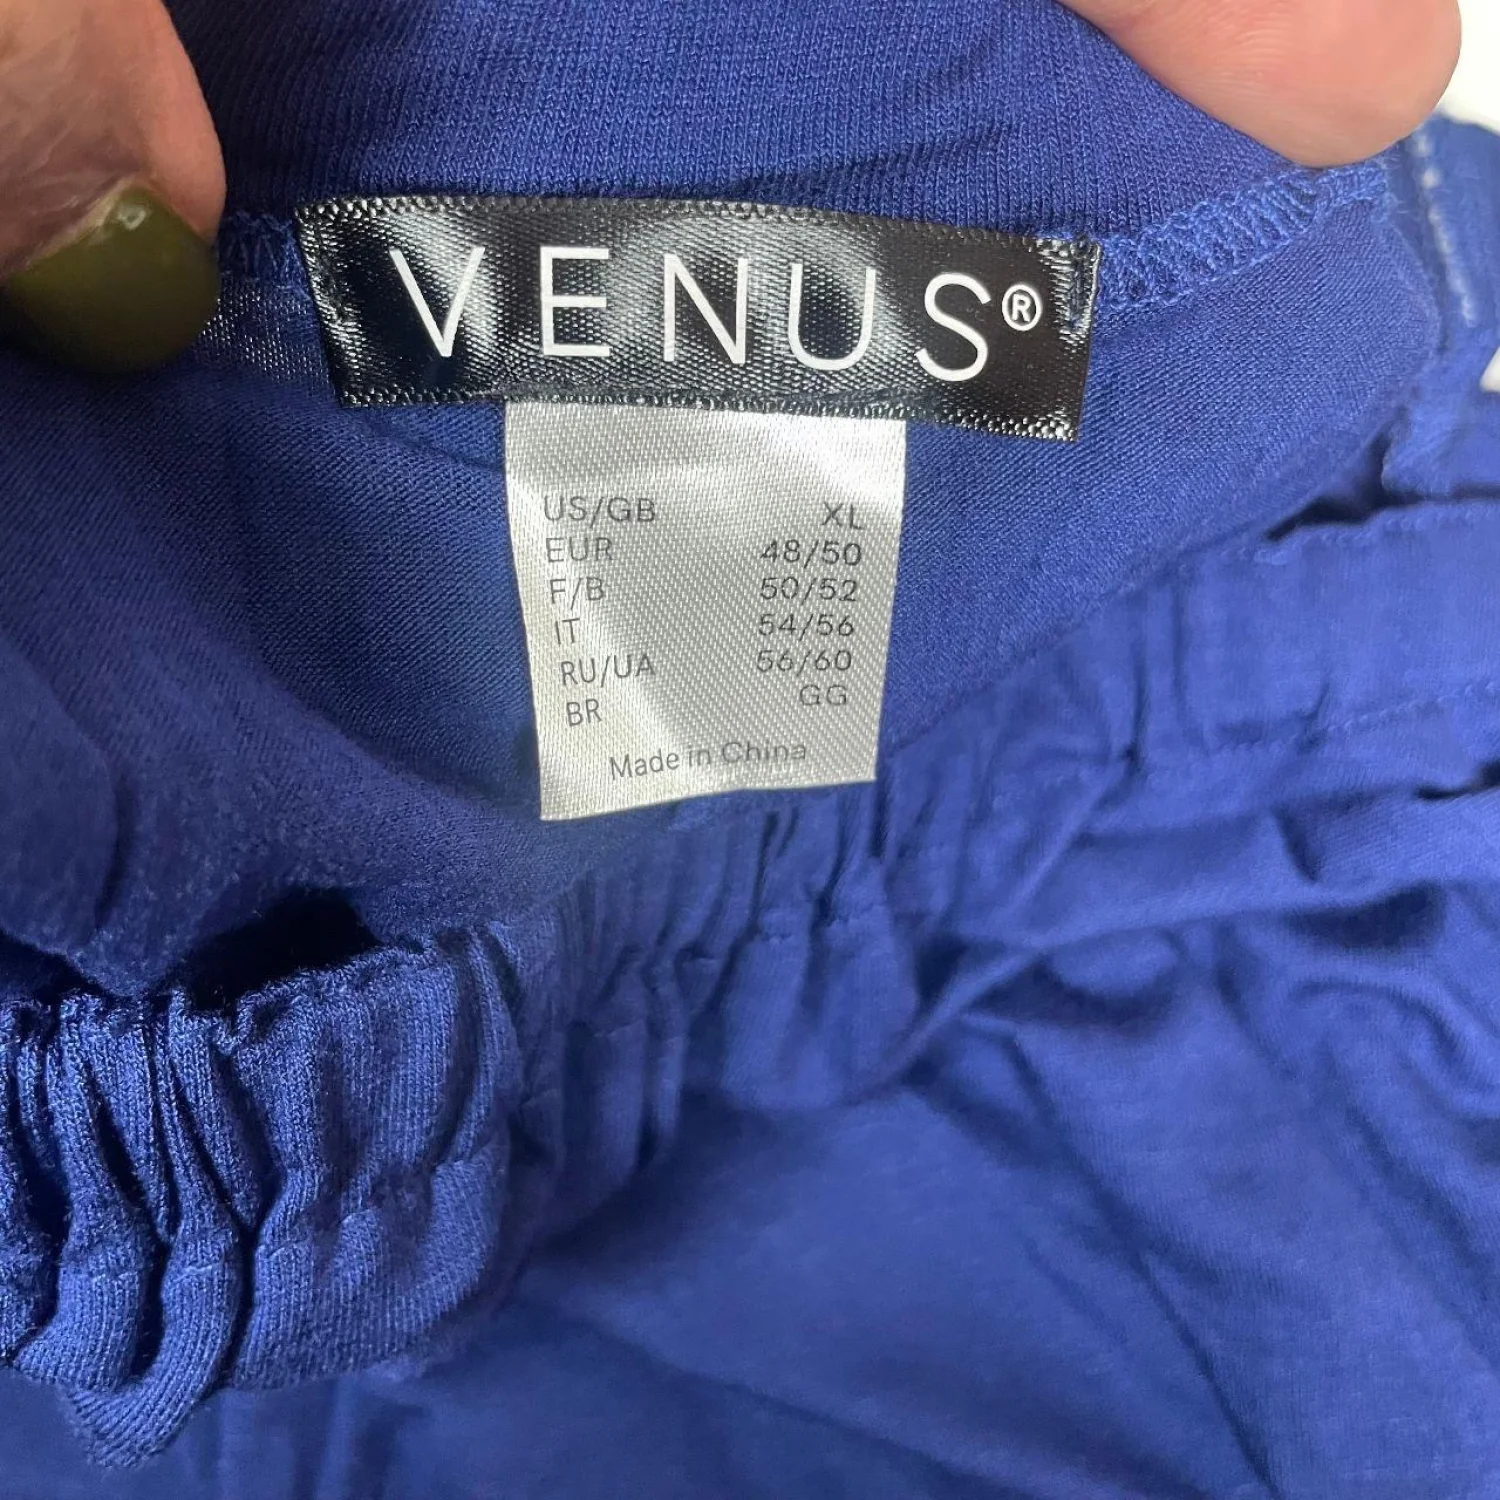 VENUS®
US/GB XL
EUR 48/50
F/B 50/52
IT 54/56
RU/UA 56/60
BR GG
Made in China